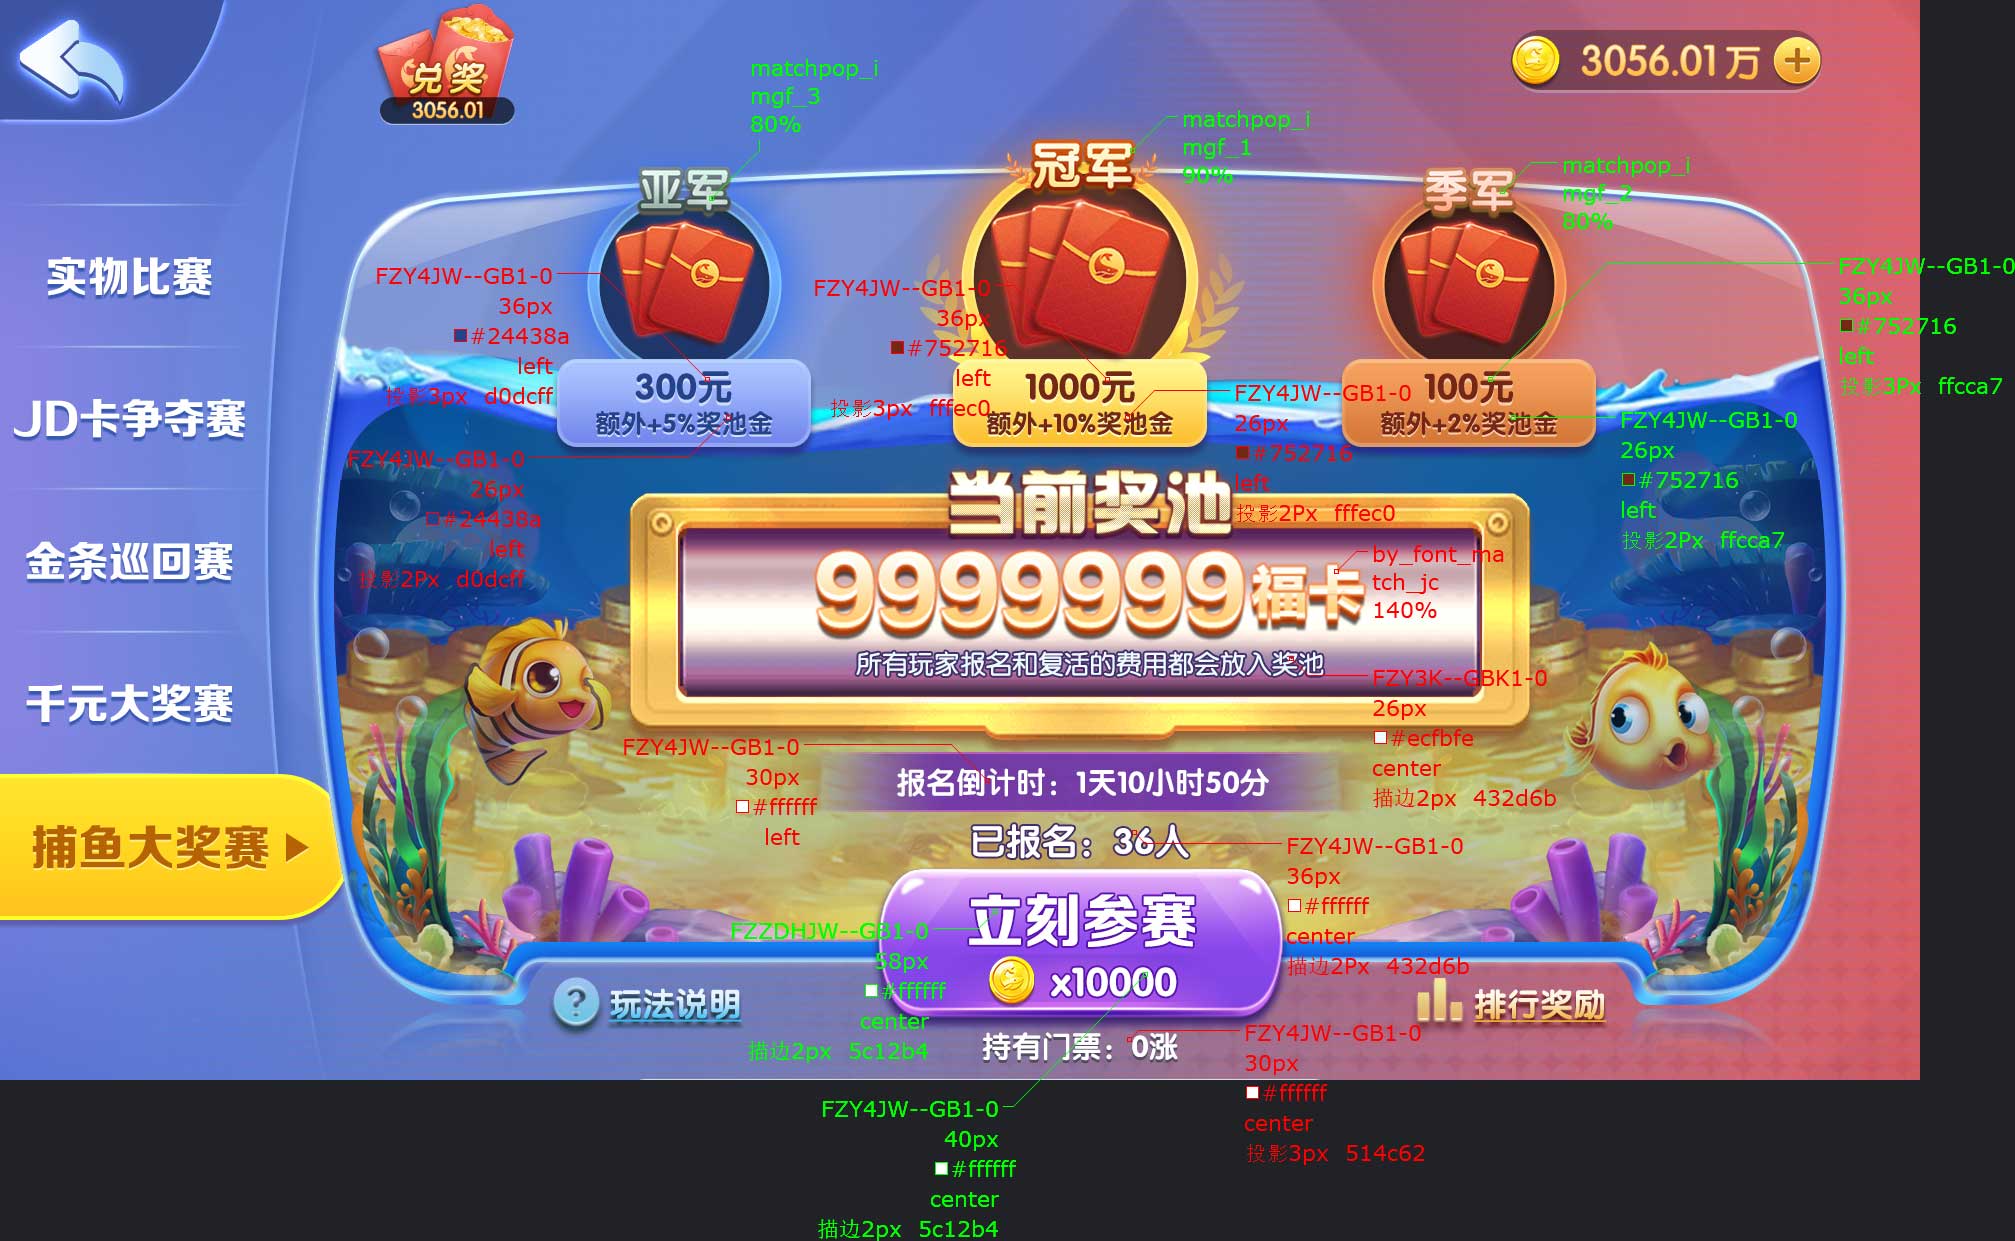 兑奖
3056.01
3056.01万
matchpop_i
mgf_3
80%
matchpop_i
mgf_1
90%
matchpop_i
mgf_2
80%
亚军
冠军
季军
FZY4JW--GB1-0
36px
#24438a
left
投影3px d0dcff
FZY4JW--GB1-0
36px
#752716
left
投影3px fffec0
FZY4JW--GB1-0
36px
#752716
left
投影3Px ffcca7
300元
额外+5%奖池金
1000元
额外+10%奖池金
100元
额外+2%奖池金
FZY4JW--GB1-0
26px
#24438a
left
投影2Px d0dcff
FZY4JW--GB1-0
26px
#752716
left
投影2Px fffec0
FZY4JW--GB1-0
26px
#752716
left
投影2Px ffcca7
实物比赛
JD卡争夺赛
金条巡回赛
千元大奖赛
捕鱼大奖赛
当前奖池
9999999福卡
by_font_ma
tch_jc
140%
所有玩家报名和复活的费用都会放入奖池
FZY3K--GBK1-0
26px
#ecfbfe
center
描边2px 432d6b
FZY4JW--GB1-0
30px
#ffffff
left
报名倒计时：1天10小时50分
已报名：36人
FZY4JW--GB1-0
36px
#ffffff
center
描边2Px 432d6b
立刻参赛
x10000
FZZDHJW--GB1-0
58px
#ffffff
center
描边2px 5c12b4
玩法说明
排行奖励
持有门票：0涨
FZY4JW--GB1-0
30px
#ffffff
center
投影3px 514c62
FZY4JW--GB1-0
40px
#ffffff
center
描边2px 5c12b4